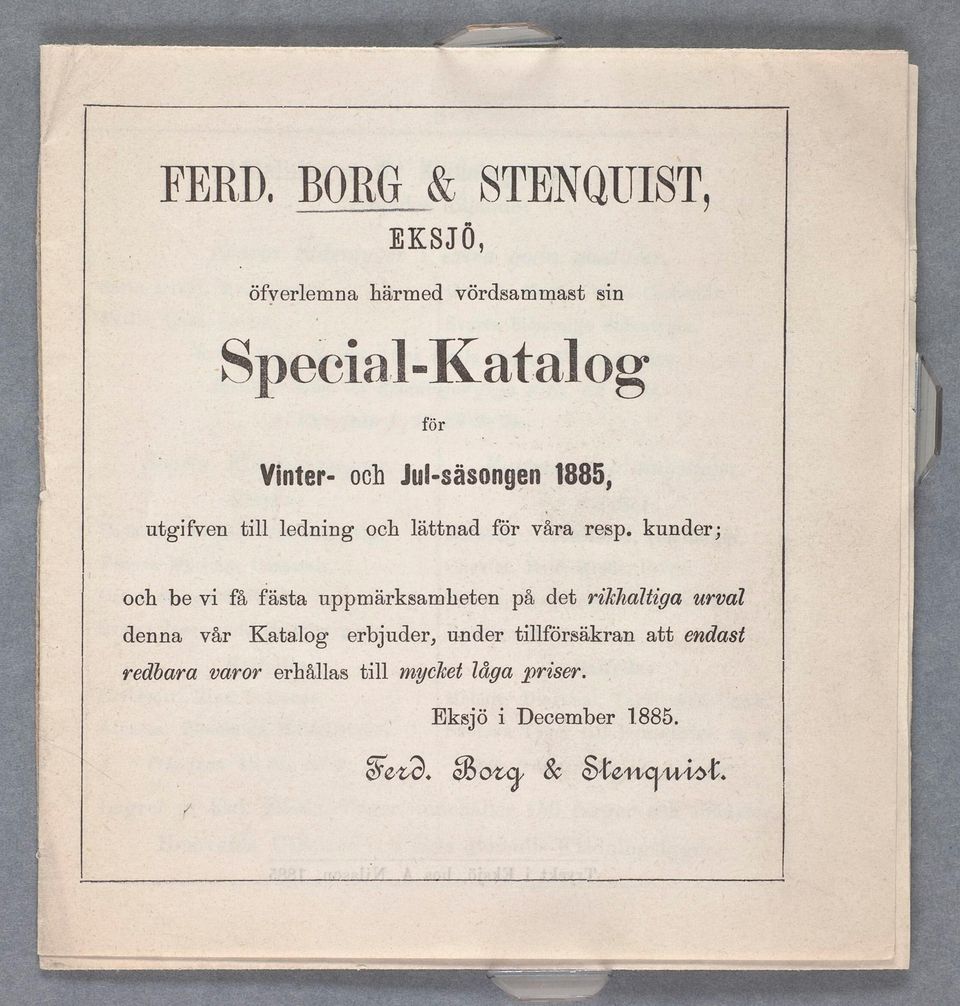 FERD. BORG & STENQUIST,
EKSJÖ,
öfverlemna härmed vördsammast sin
Special-Katalog
för
Vinter- och Jul-säsongen 1885,
utgifven till ledning och lättnad för våra resp. kunder;
och be vi få fästa uppmärksamheten på det rikhaltiga urval
denna vår Katalog erbjuder, under tillförsäkran att endast
redbara varor erhållas till mycket låga priser.
Eksjö i December 1885.
Ferd. Borg & Stenquist.